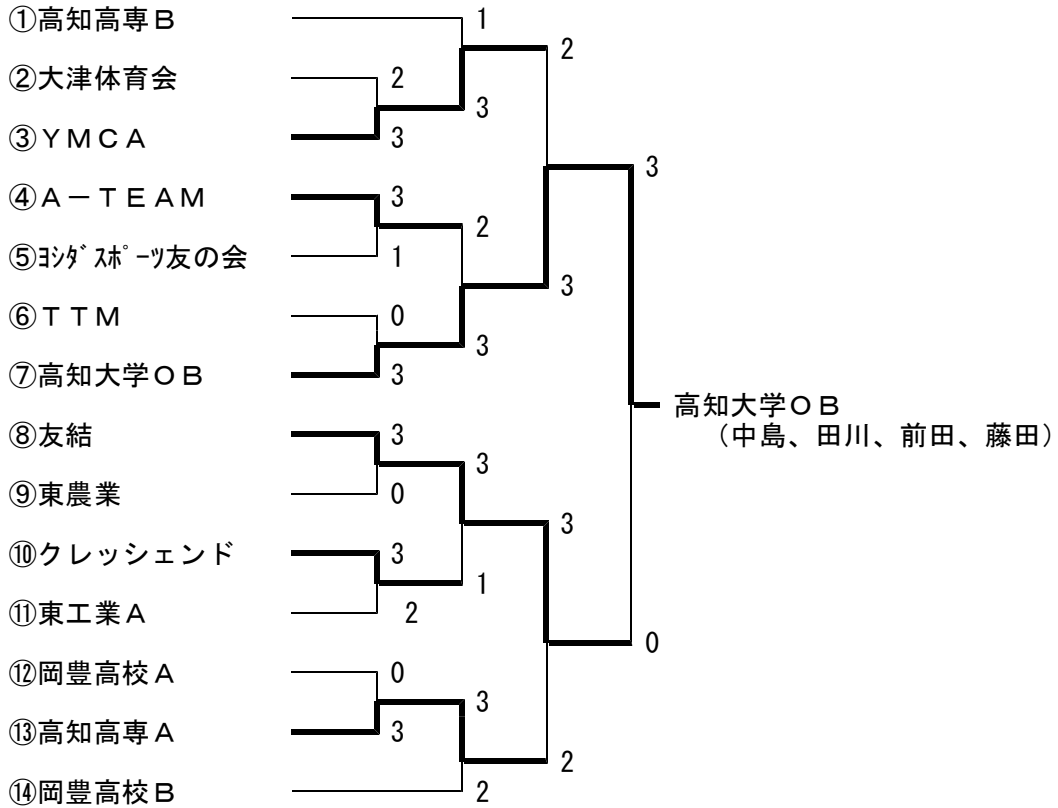 ①高知高専Ｂ
1
2
②大津体育会
2
3
③ＹＭＣＡ
3
3
④Ａ－ＴＥＡＭ
3
2
⑤ﾖｼﾀﾞｽﾎﾟｰﾂ友の会
1
3
⑥ＴＴＭ
0
3
⑦高知大学ＯＢ
3
高知大学ＯＢ
（中島、田川、前田、藤田）
⑧友結
3
3
⑨東農業
0
3
⑩クレッシェンド
3
1
⑪東工業Ａ
2
0
⑫岡豊高校Ａ
0
3
⑬高知高専Ａ
3
2
⑭岡豊高校Ｂ
2